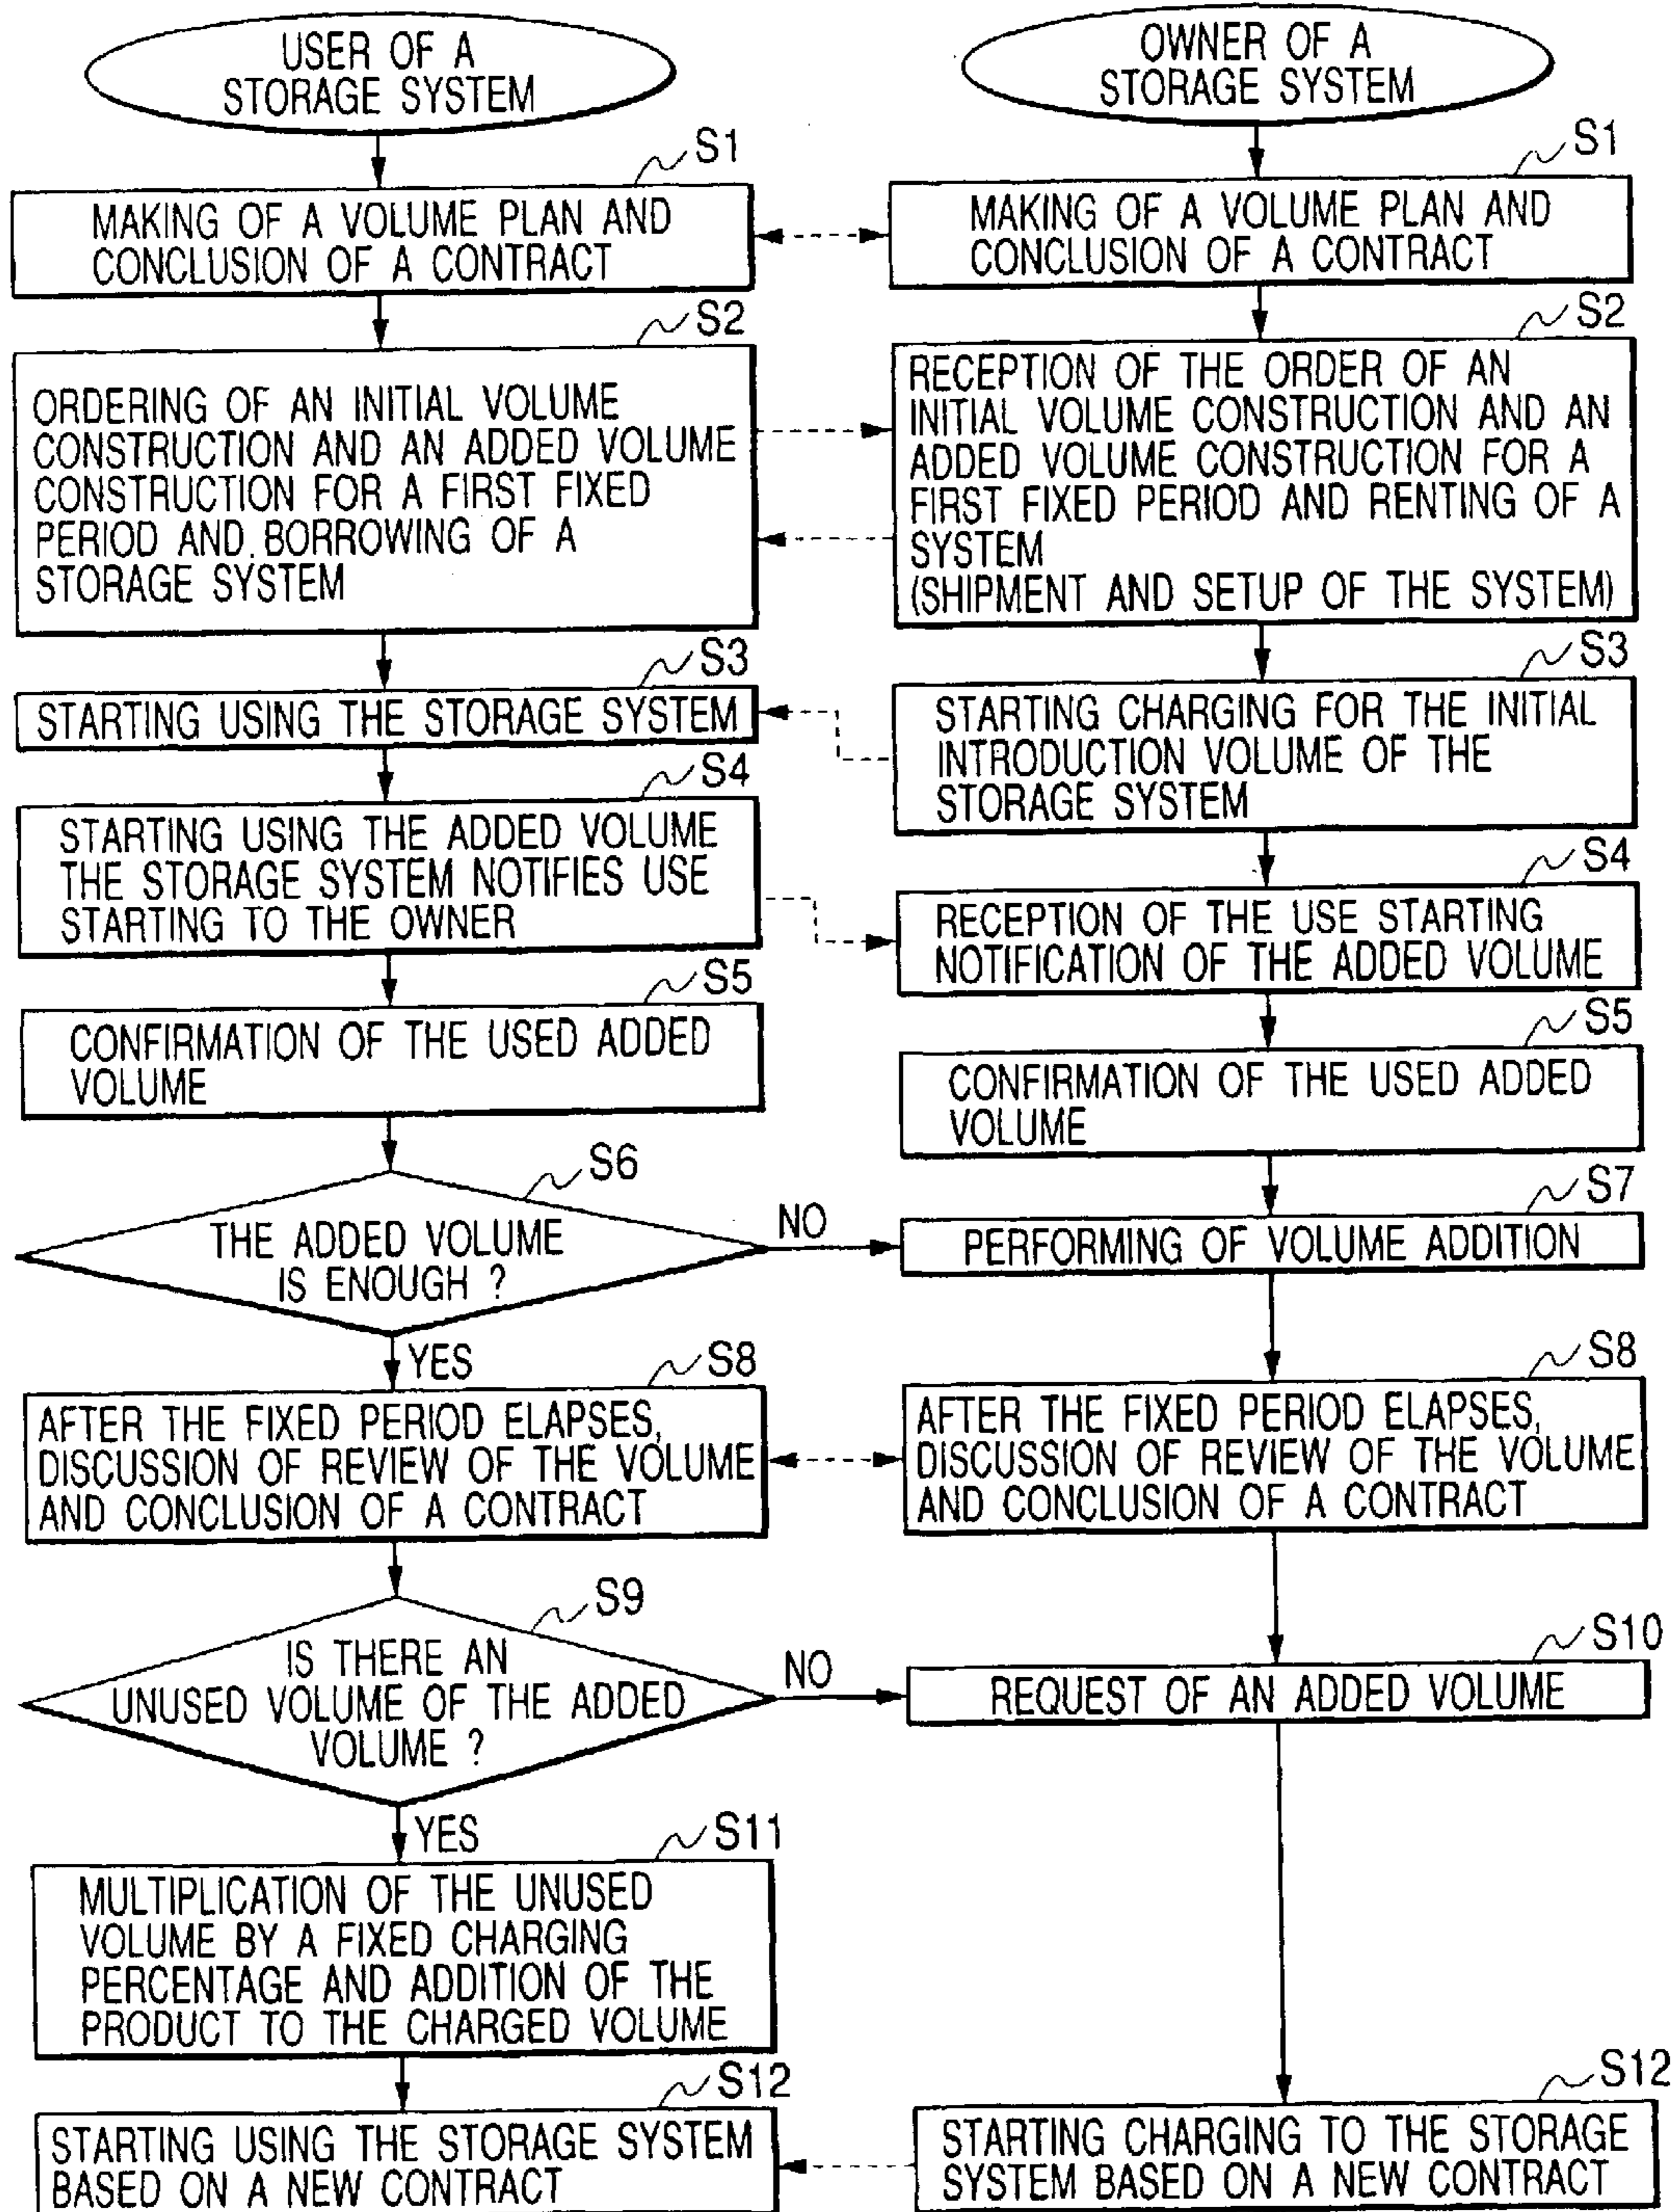 USER OF A
STORAGE SYSTEM
OWNER OF A
STORAGE SYSTEM
S1
MAKING OF A VOLUME PLAN AND
CONCLUSION OF A CONTRACT
S1
MAKING OF A VOLUME PLAN AND
CONCLUSION OF A CONTRACT
S2
ORDERING OF AN INITIAL VOLUME
CONSTRUCTION AND AN ADDED VOLUME
CONSTRUCTION FOR A FIRST FIXED
PERIOD AND BORROWING OF A
STORAGE SYSTEM
S2
RECEPTION OF THE ORDER OF AN
INITIAL VOLUME CONSTRUCTION AND AN
ADDED VOLUME CONSTRUCTION FOR A
FIRST FIXED PERIOD AND RENTING OF A
SYSTEM
(SHIPMENT AND SETUP OF THE SYSTEM)
S3
STARTING USING THE STORAGE SYSTEM
S3
STARTING CHARGING FOR THE INITIAL
INTRODUCTION VOLUME OF THE
STORAGE SYSTEM
S4
STARTING USING THE ADDED VOLUME
THE STORAGE SYSTEM NOTIFIES USE
STARTING TO THE OWNER
S4
RECEPTION OF THE USE STARTING
NOTIFICATION OF THE ADDED VOLUME
S5
CONFIRMATION OF THE USED ADDED
VOLUME
S5
CONFIRMATION OF THE USED ADDED
VOLUME
S6
THE ADDED VOLUME
IS ENOUGH ?
NO
YES
S7
PERFORMING OF VOLUME ADDITION
S8
AFTER THE FIXED PERIOD ELAPSES,
DISCUSSION OF REVIEW OF THE VOLUME
AND CONCLUSION OF A CONTRACT
S8
AFTER THE FIXED PERIOD ELAPSES,
DISCUSSION OF REVIEW OF THE VOLUME
AND CONCLUSION OF A CONTRACT
S9
IS THERE AN
UNUSED VOLUME OF THE ADDED
VOLUME ?
NO
YES
S10
REQUEST OF AN ADDED VOLUME
S11
MULTIPLICATION OF THE UNUSED
VOLUME BY A FIXED CHARGING
PERCENTAGE AND ADDITION OF THE
PRODUCT TO THE CHARGED VOLUME
S12
STARTING USING THE STORAGE SYSTEM
BASED ON A NEW CONTRACT
S12
STARTING CHARGING TO THE STORAGE
SYSTEM BASED ON A NEW CONTRACT